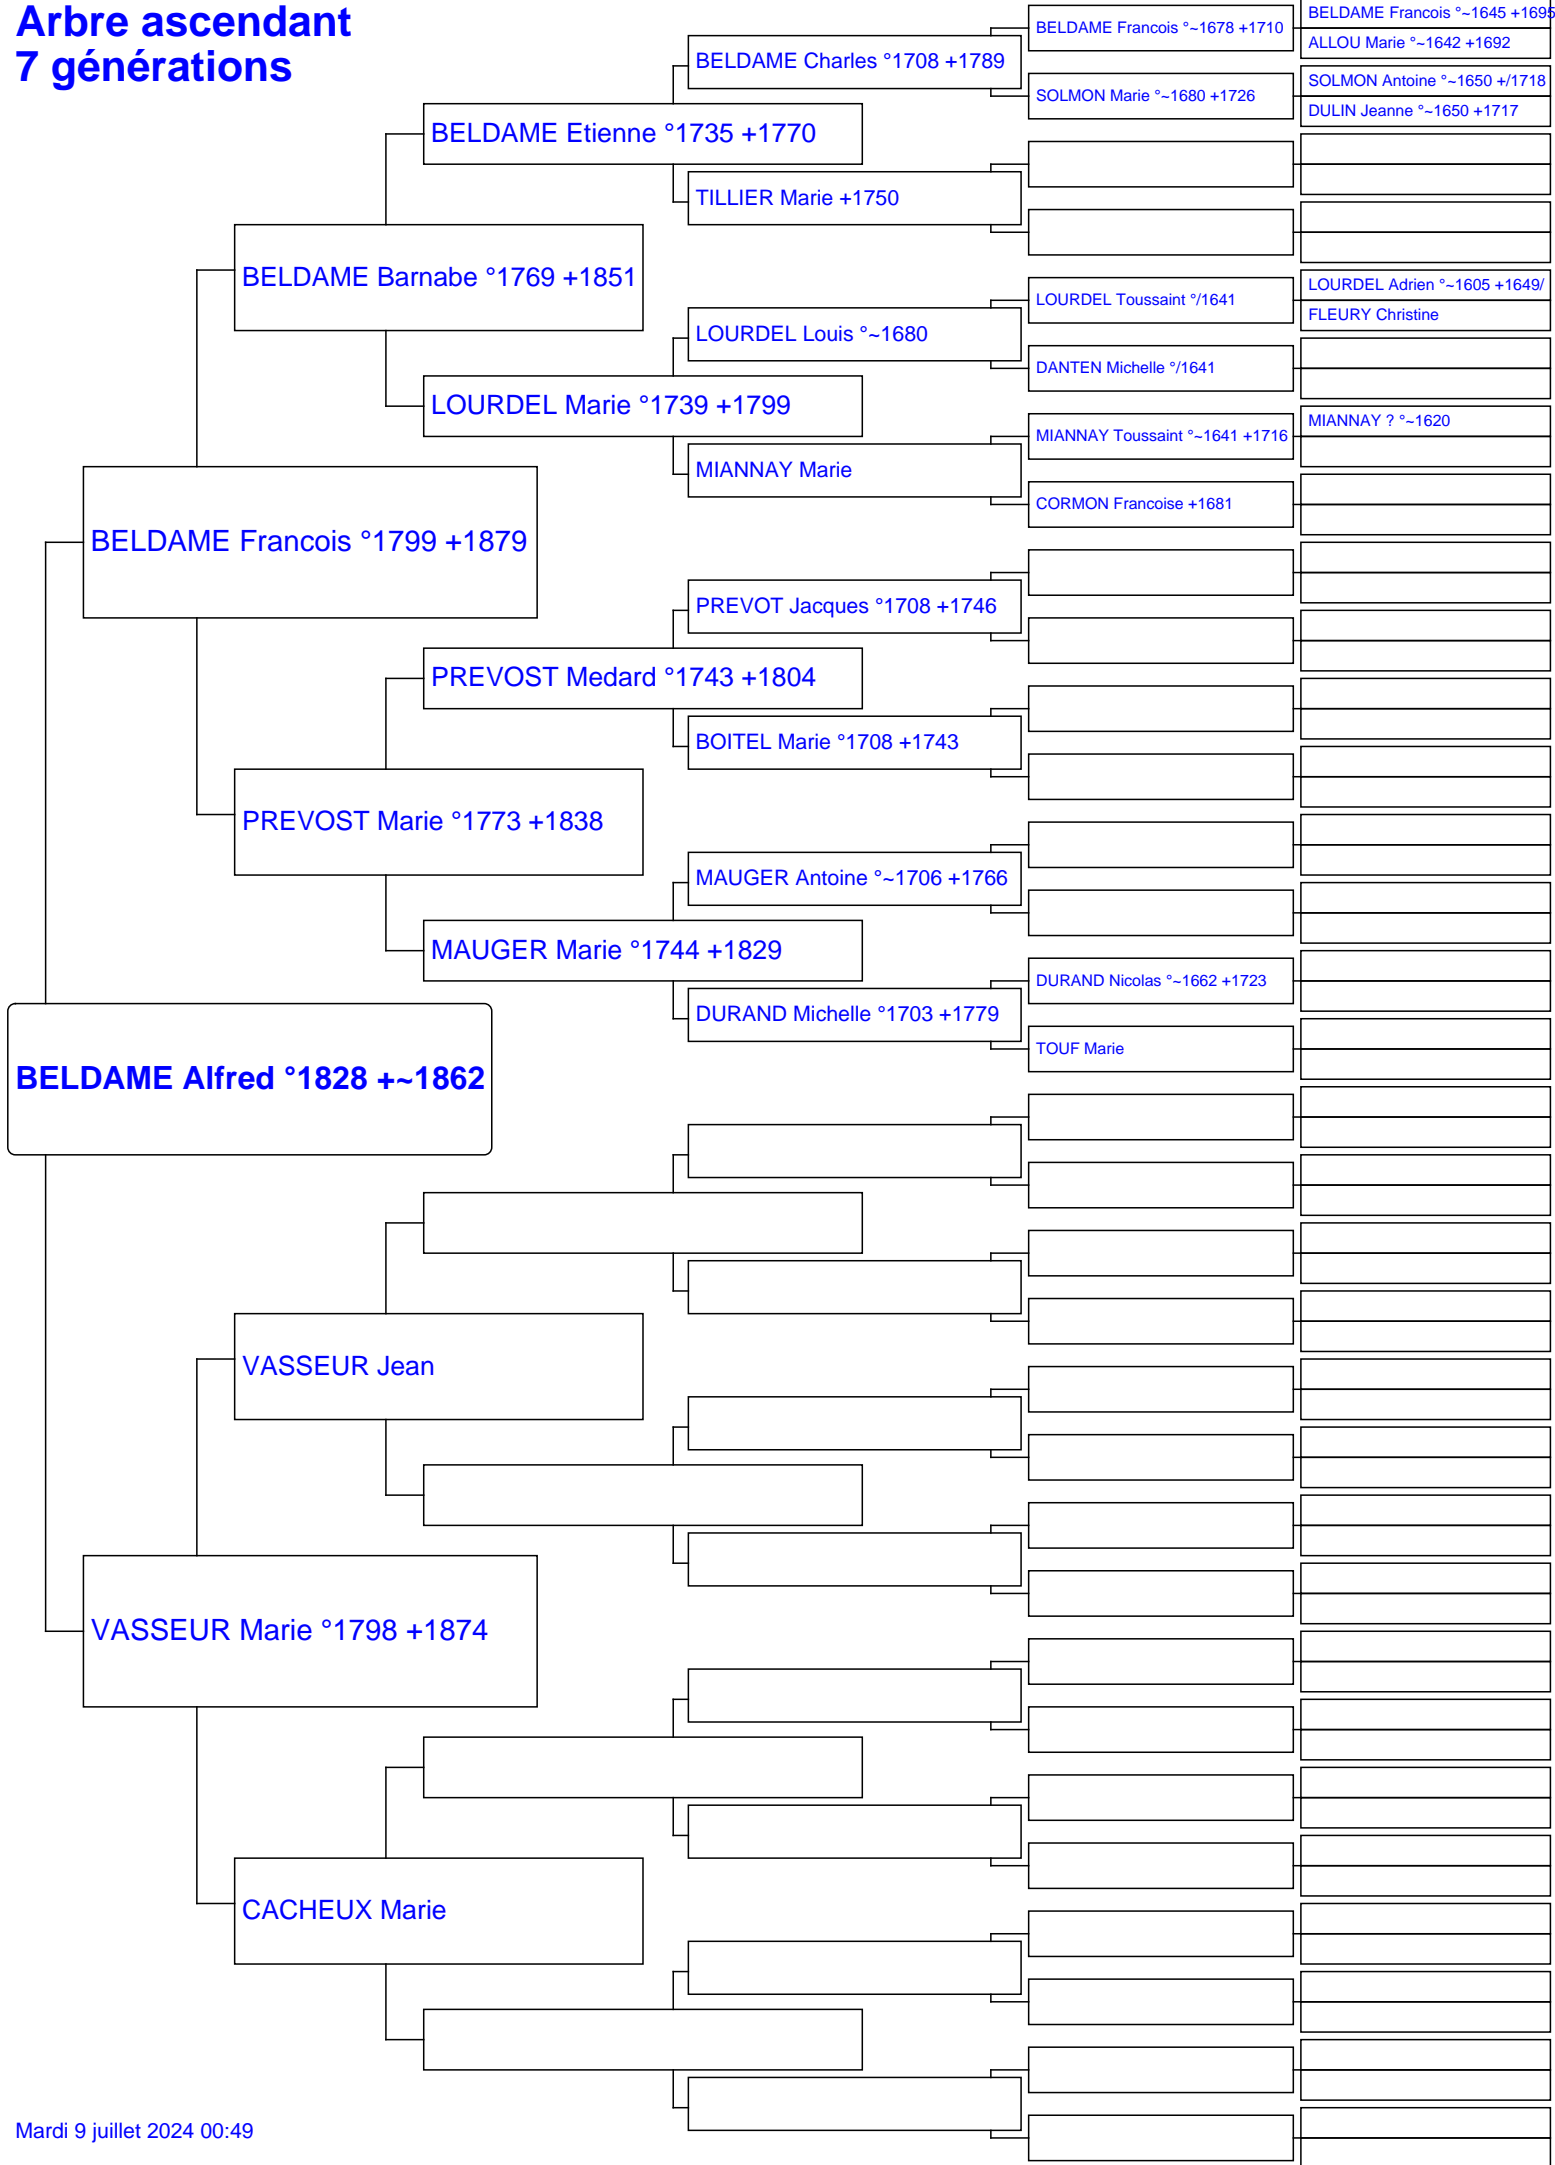 Arbre ascendant
7 générations
BELDAME Francois °~1645 +1695
BELDAME Francois °~1678 +1710
ALLOU Marie °~1642 +1692
BELDAME Charles °1708 +1789
SOLMON Antoine °~1650 +/1718
SOLMON Marie °~1680 +1726
DULIN Jeanne °~1650 +1717
BELDAME Etienne °1735 +1770
TILLIER Marie +1750
BELDAME Barnabe °1769 +1851
LOURDEL Adrien °~1605 +1649/
LOURDEL Toussaint °/1641
FLEURY Christine
LOURDEL Louis °~1680
DANTEN Michelle °/1641
LOURDEL Marie °1739 +1799
MIANNAY ? °~1620
MIANNAY Toussaint °~1641 +1716
MIANNAY Marie
CORMON Francoise +1681
BELDAME Francois °1799 +1879
PREVOT Jacques °1708 +1746
PREVOST Medard °1743 +1804
BOITEL Marie °1708 +1743
PREVOST Marie °1773 +1838
MAUGER Antoine °~1706 +1766
MAUGER Marie °1744 +1829
DURAND Nicolas °~1662 +1723
DURAND Michelle °1703 +1779
TOUF Marie
BELDAME Alfred °1828 +~1862
VASSEUR Jean
VASSEUR Marie °1798 +1874
CACHEUX Marie
Mardi 9 juillet 2024 00:49